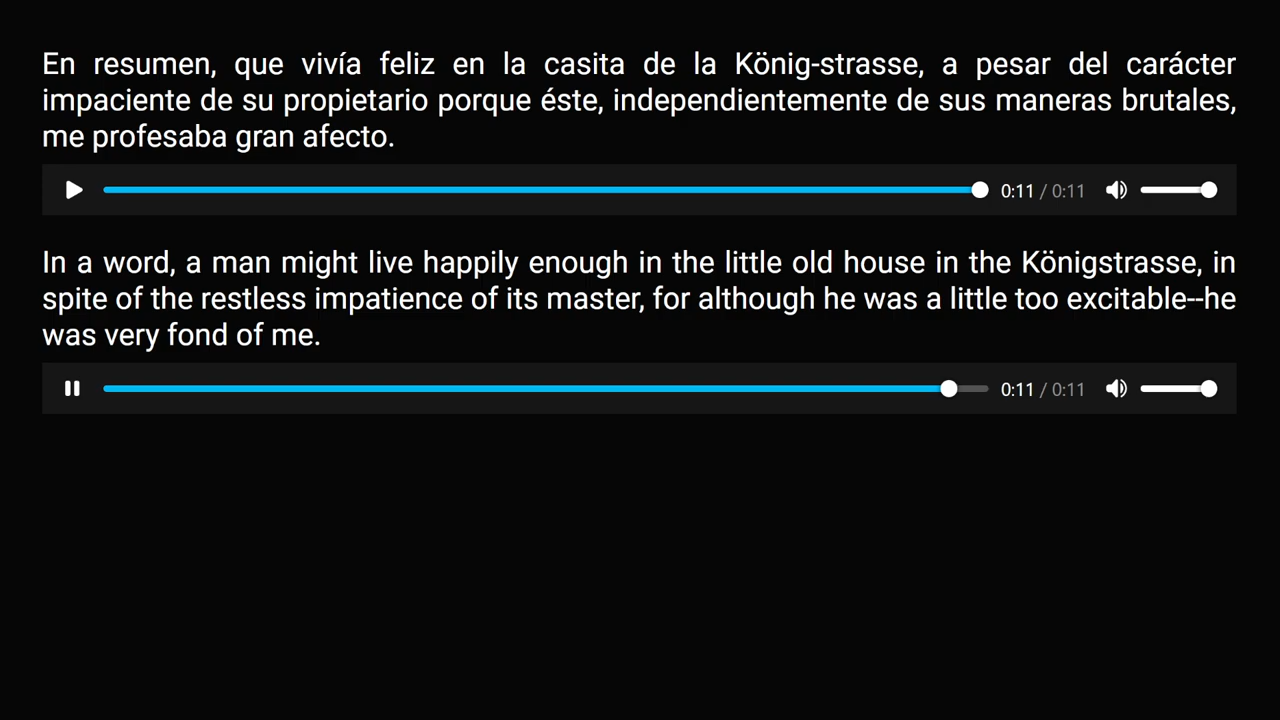 En resumen, que vivía feliz en la casita de la König-strasse, a pesar del carácter
impaciente de su propietario porque éste, independientemente de sus maneras brutales,
me profesaba gran afecto.
0:11 / 0:11
In a word, a man might live happily enough in the little old house in the Königstrasse, in
spite of the restless impatience of its master, for although he was a little too excitable--he
was very fond of me.
0:11 / 0:11